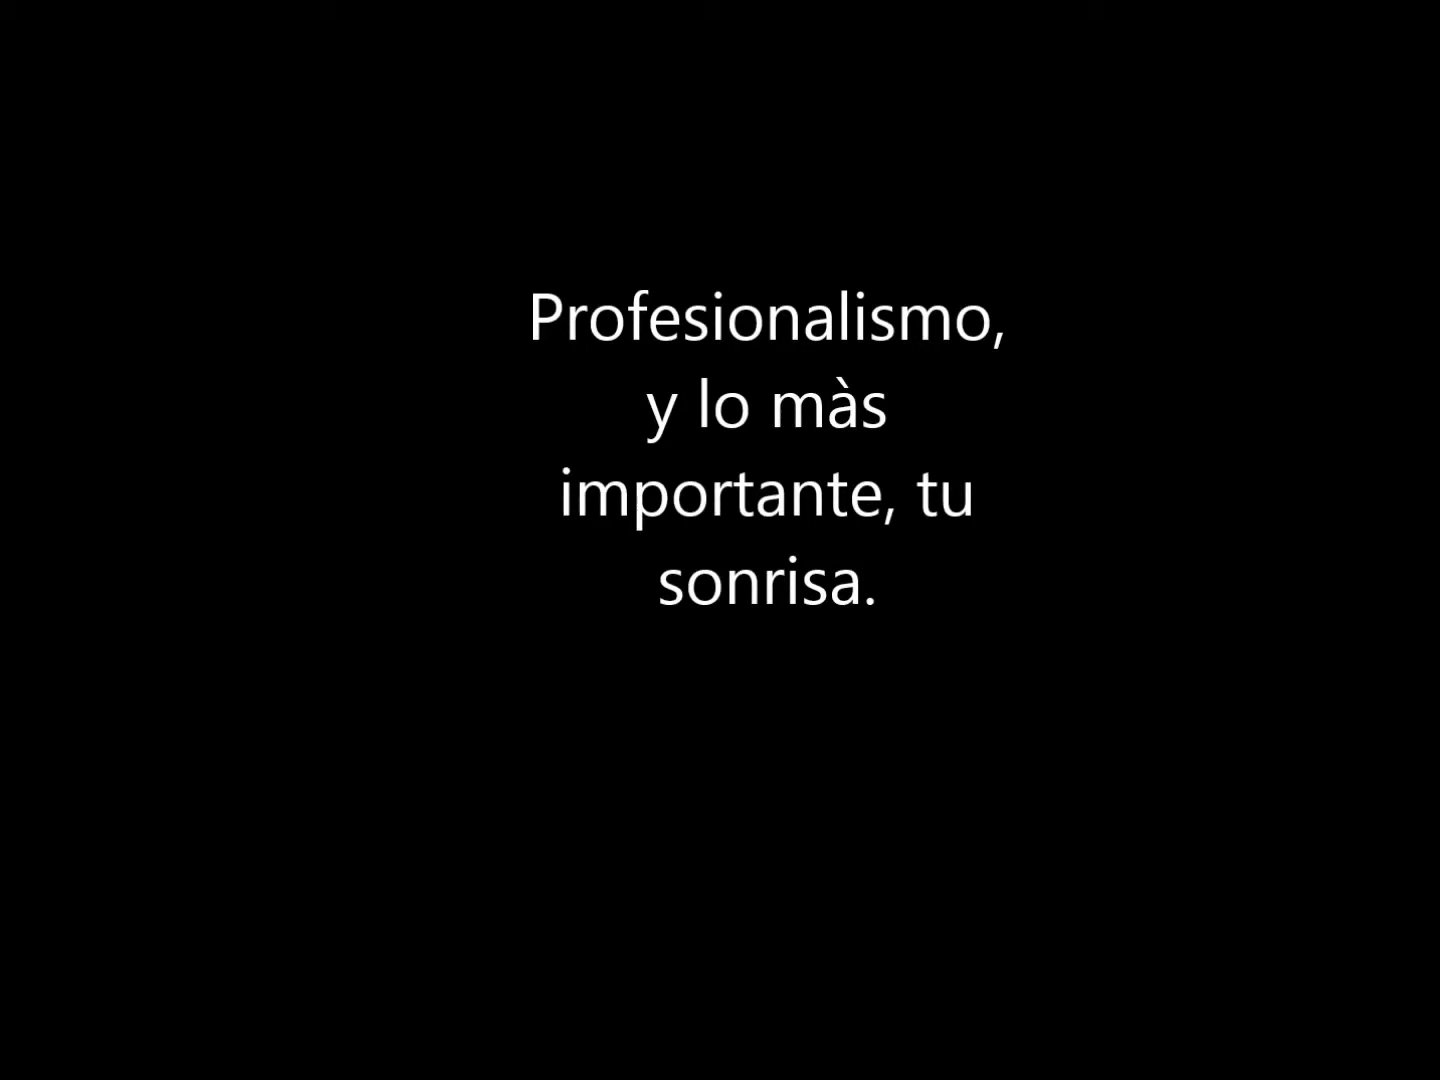 Profesionalismo,
y lo màs
importante, tu
sonrisa.